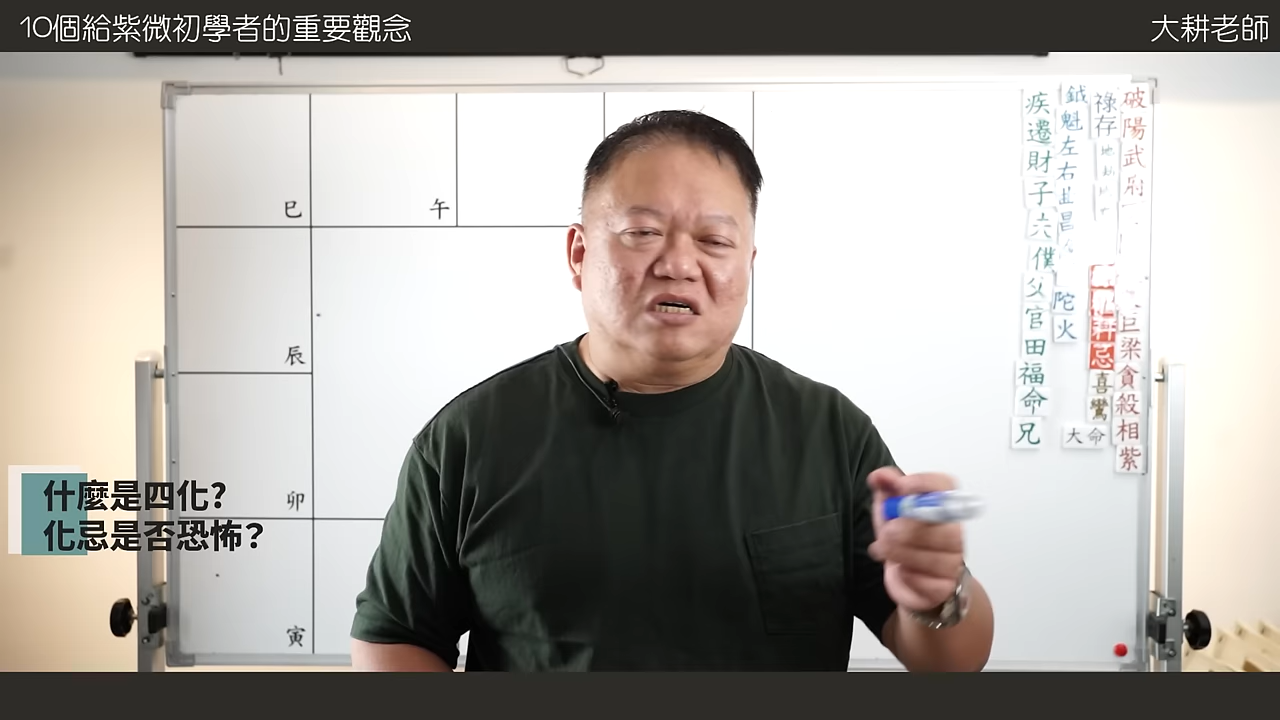 10個給紫微初學者的重要觀念
大耕老師
巳
午
辰
卯
寅
什麼是四化?
化忌是否恐怖?
疾遷財子
僕父官田福命兄
鉞魁左右
昌
陀火
祿存
忌
喜鸞
大命
破陽武府
巨梁貪殺相紫